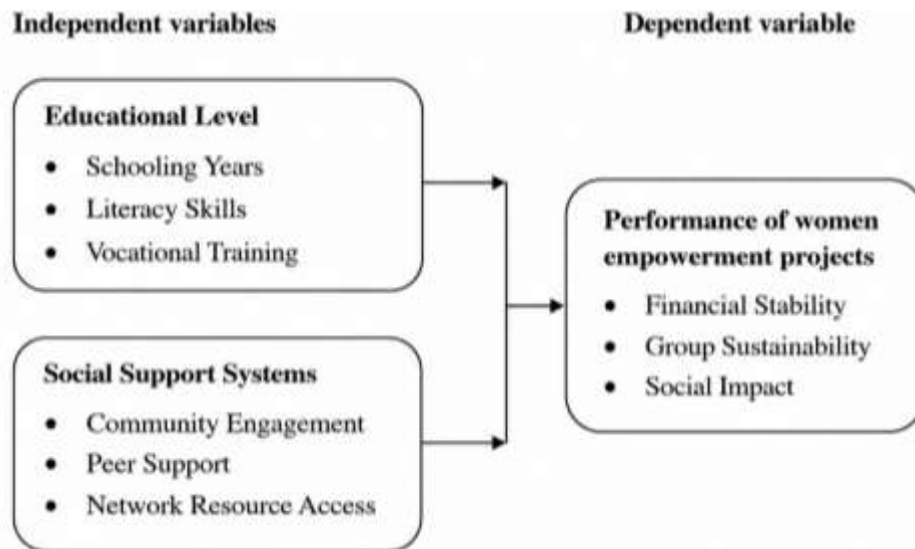 Independent variables
Dependent variable
Educational Level
• Schooling Years
• Literacy Skills
• Vocational Training
Social Support Systems
• Community Engagement
• Peer Support
• Network Resource Access
Performance of women
empowerment projects
• Financial Stability
• Group Sustainability
• Social Impact